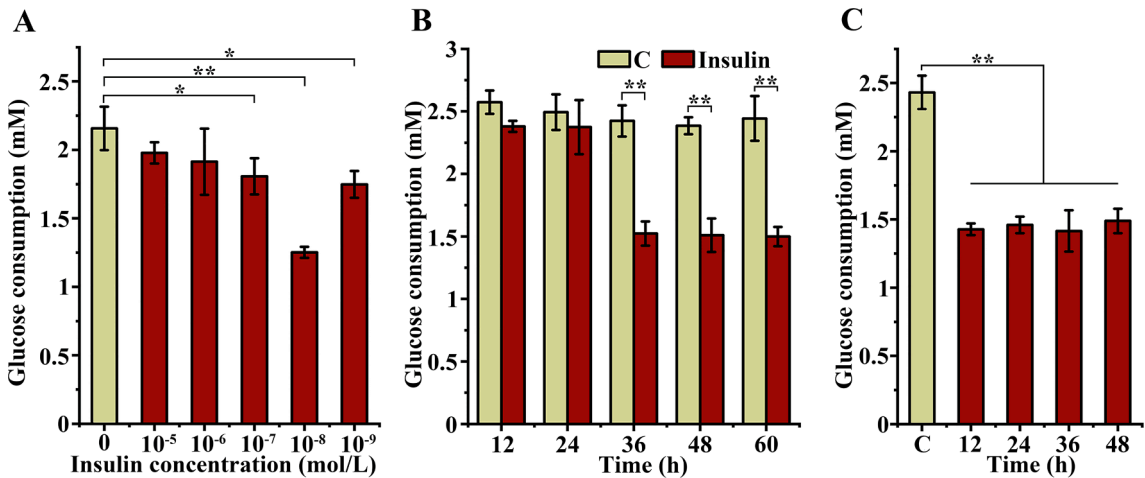 A
Glucose consumption (mM)
2.5
2
1.5
1
0.5
0
*
**
*
0 10-5 10-6 10-7 10-8 10-9
Insulin concentration (mol/L)
B
Glucose consumption (mM)
3
2.5
2
1.5
1
0.5
0
C Insulin
** ** **
12 24 36 48 60
Time (h)
C
Glucose consumption (mM)
2.5
2
1.5
1
0.5
0
**
C 12 24 36 48
Time (h)